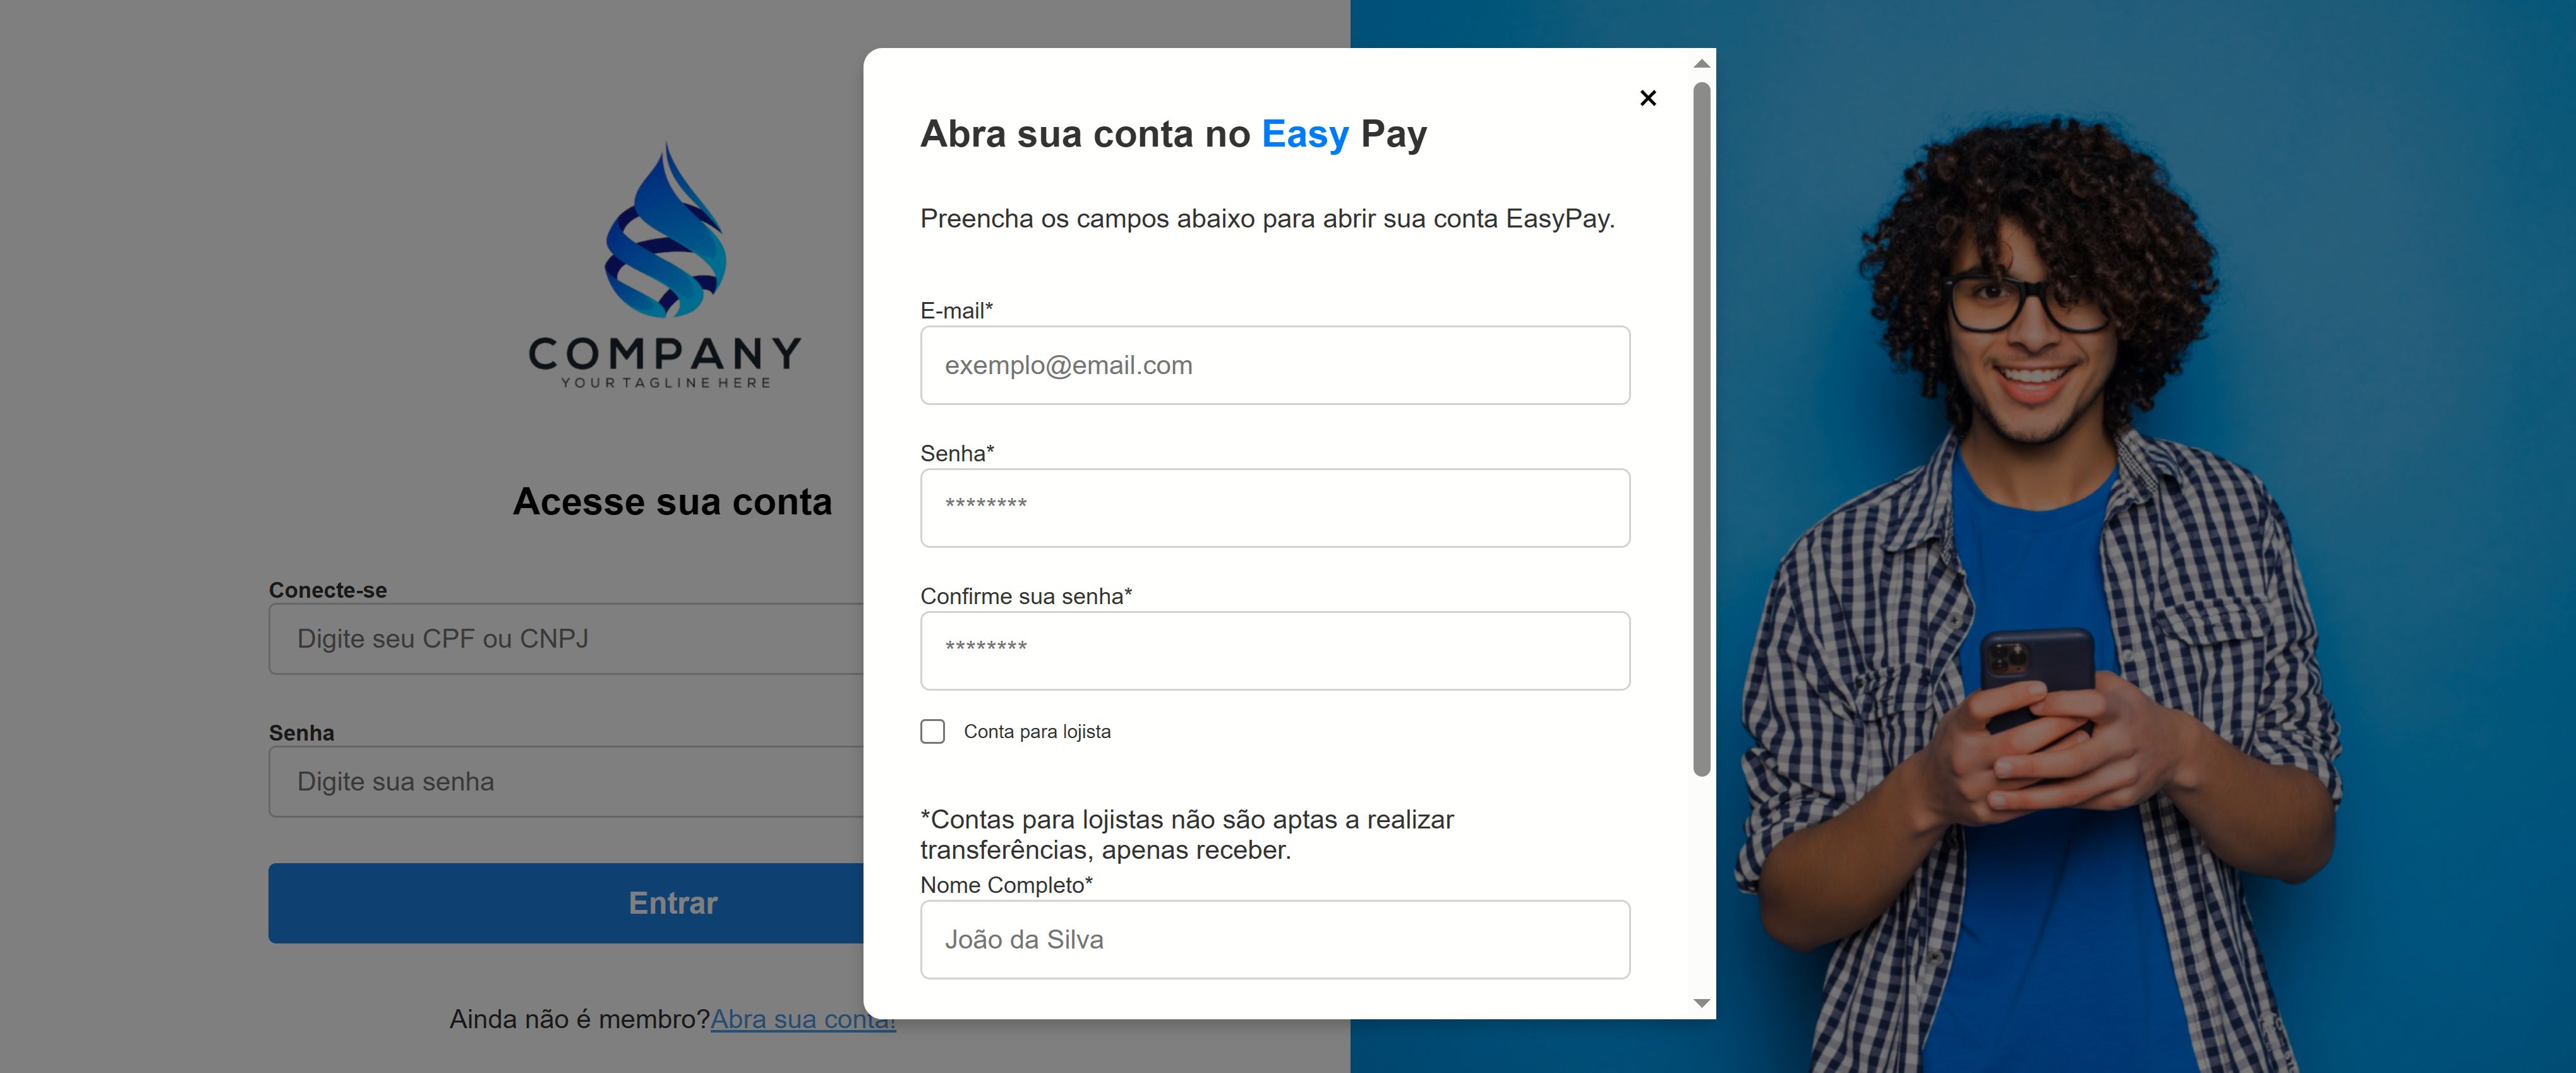 COMPANY
YOUR TAGLINE HERE
Acesse sua conta
Conecte-se
Digite seu CPF ou CNPJ
Senha
Digite sua senha
Entrar
Ainda não é membro?Abra sua conta!
×
Abra sua conta no Easy Pay
Preencha os campos abaixo para abrir sua conta EasyPay.
E-mail*
exemplo@email.com
Senha*
********
Confirme sua senha*
********
Conta para lojista
*Contas para lojistas não são aptas a realizar
transferências, apenas receber.
Nome Completo*
João da Silva